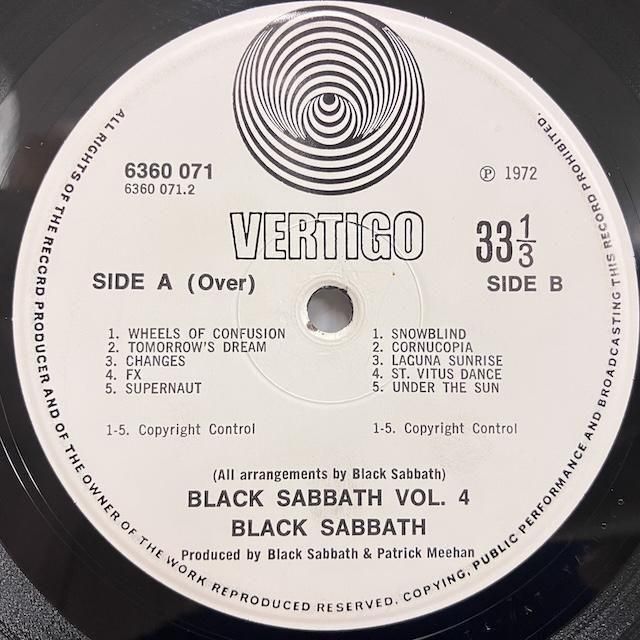 6360 071
6360 071.2
Ⓟ 1972
VERTIGO
33 1/3
SIDE A (Over)
SIDE B
1. WHEELS OF CONFUSION
2. TOMORROW'S DREAM
3. CHANGES
4. FX
5. SUPERNAUT
1-5. Copyright Control
1. SNOWBLIND
2. CORNUCOPIA
3. LAGUNA SUNRISE
4. ST. VITUS DANCE
5. UNDER THE SUN
1-5. Copyright Control
(All arrangements by Black Sabbath)
BLACK SABBATH VOL. 4
BLACK SABBATH
Produced by Black Sabbath & Patrick Meehan
ALL RIGHTS OF THE RECORD PRODUCER AND OF THE OWNER OF THE WORK REPRODUCED RESERVED. COPYING, PUBLIC PERFORMANCE AND BROADCASTING THIS RECORD PROHIBITED.